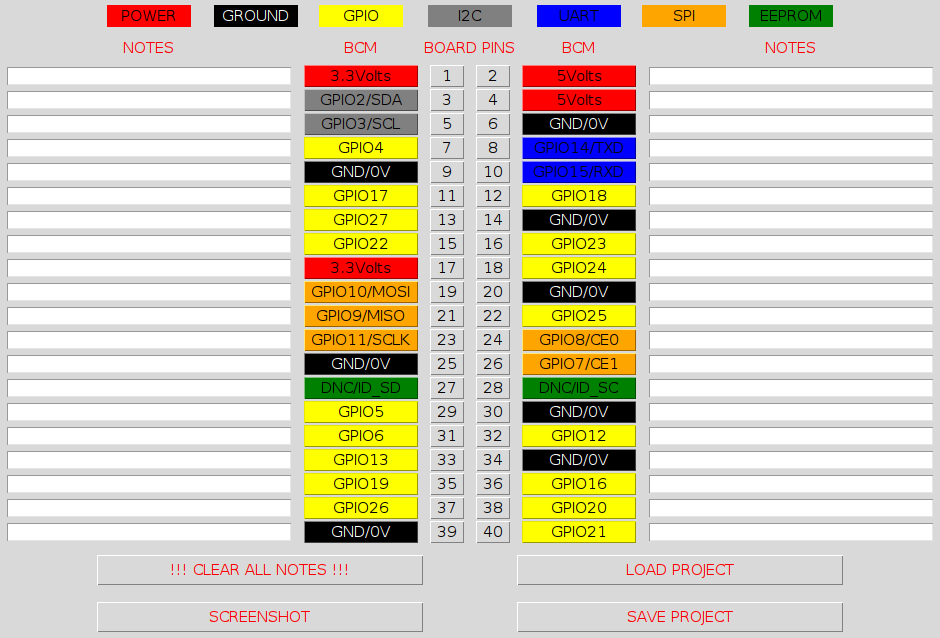 POWER GROUND GPIO I2C UART SPI EEPROM
NOTES BCM BOARD PINS BCM NOTES
3.3Volts 1 2 5Volts
GPIO2/SDA 3 4 5Volts
GPIO3/SCL 5 6 GND/0V
GPIO4 7 8 GPIO14/TXD
GND/0V 9 10 GPIO15/RXD
GPIO17 11 12 GPIO18
GPIO27 13 14 GND/0V
GPIO22 15 16 GPIO23
3.3Volts 17 18 GPIO24
GPIO10/MOSI 19 20 GND/0V
GPIO9/MISO 21 22 GPIO25
GPIO11/SCLK 23 24 GPIO8/CE0
GND/0V 25 26 GPIO7/CE1
DNC/ID_SD 27 28 DNC/ID_SC
GPIO5 29 30 GND/0V
GPIO6 31 32 GPIO12
GPIO13 33 34 GND/0V
GPIO19 35 36 GPIO16
GPIO26 37 38 GPIO20
GND/0V 39 40 GPIO21
!!! CLEAR ALL NOTES !!! LOAD PROJECT
SCREENSHOT SAVE PROJECT